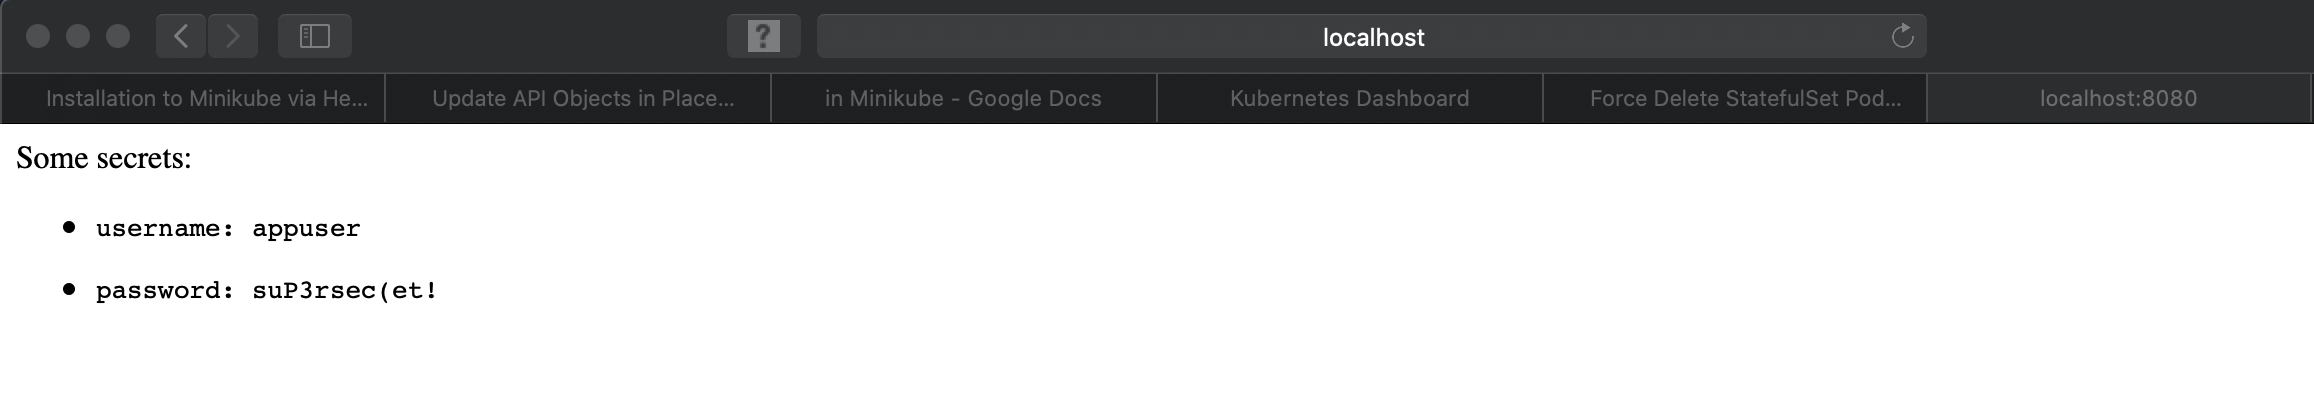 localhost
Installation to Minikube via He...
Update API Objects in Place...
in Minikube - Google Docs
Kubernetes Dashboard
Force Delete StatefulSet Pod...
localhost:8080
Some secrets:
username: appuser
password: suP3rsec(et!